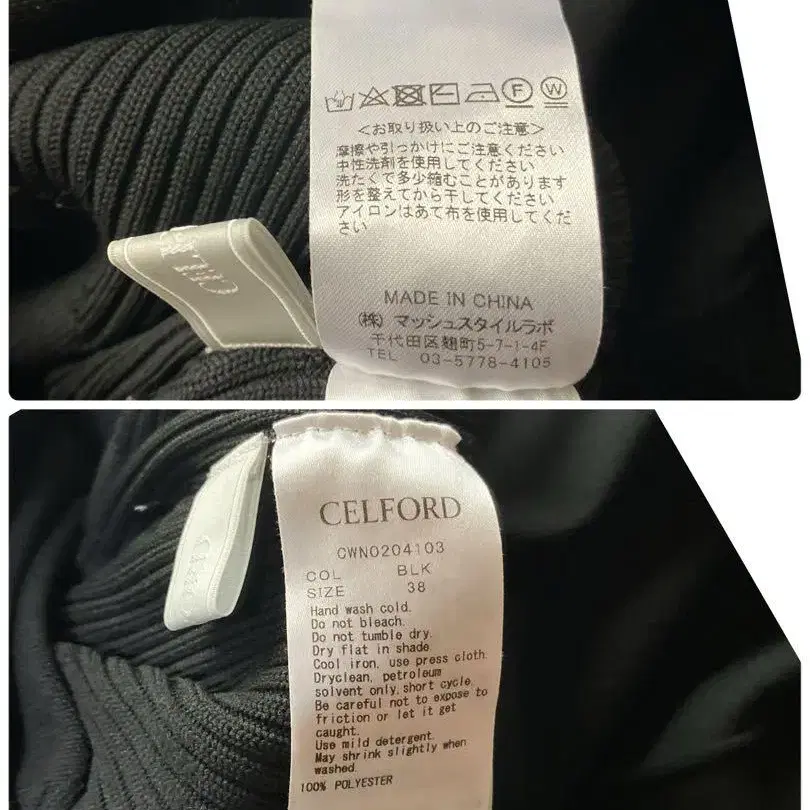 F W
<お取り扱い上のご注意>
摩擦や引っかけにご注意ください
中性洗剤を使用してください
洗たくで多少縮むことがあります
形を整えてから干してください
アイロンはあて布を使用してくだ
さい
MADE IN CHINA
(株) マッシュスタイルラボ
千代田区麹町5-7-1-4F
TEL 03-5778-4105
CELFORD
CWNO204103
COL BLK
SIZE 38
Hand wash cold.
Do not bleach.
Do not tumble dry.
Dry flat in shade
Cool iron, use press cloth.
Dryclean, petroleum
solvent only, short cycle.
Be careful not to expose to
friction or let it get
caught.
Use mild detergent.
May shrink slightly when
washed.
100% POLYESTER